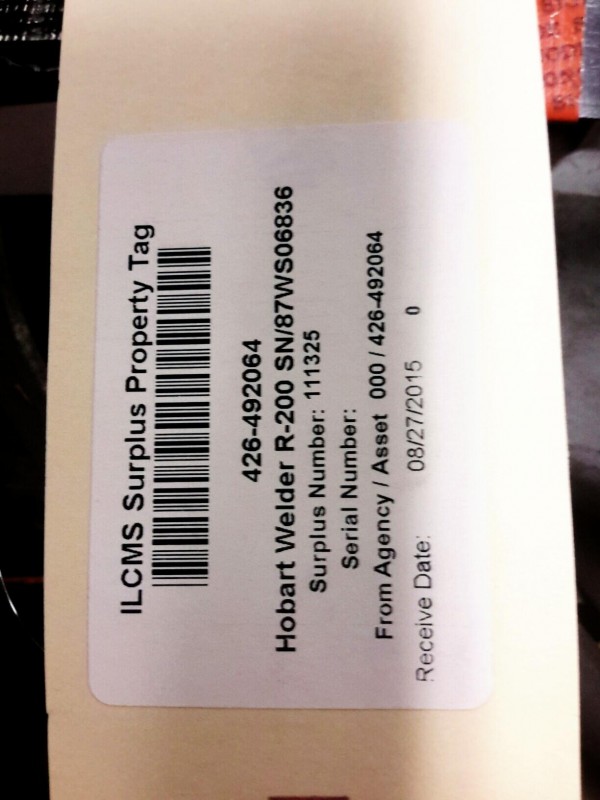 ILCMS Surplus Property Tag
426-492064
Hobart Welder R-200 SN/87WS06836
Surplus Number: 111325
Serial Number:
From Agency / Asset 000 / 426-492064
Receive Date: 08/27/2015 0